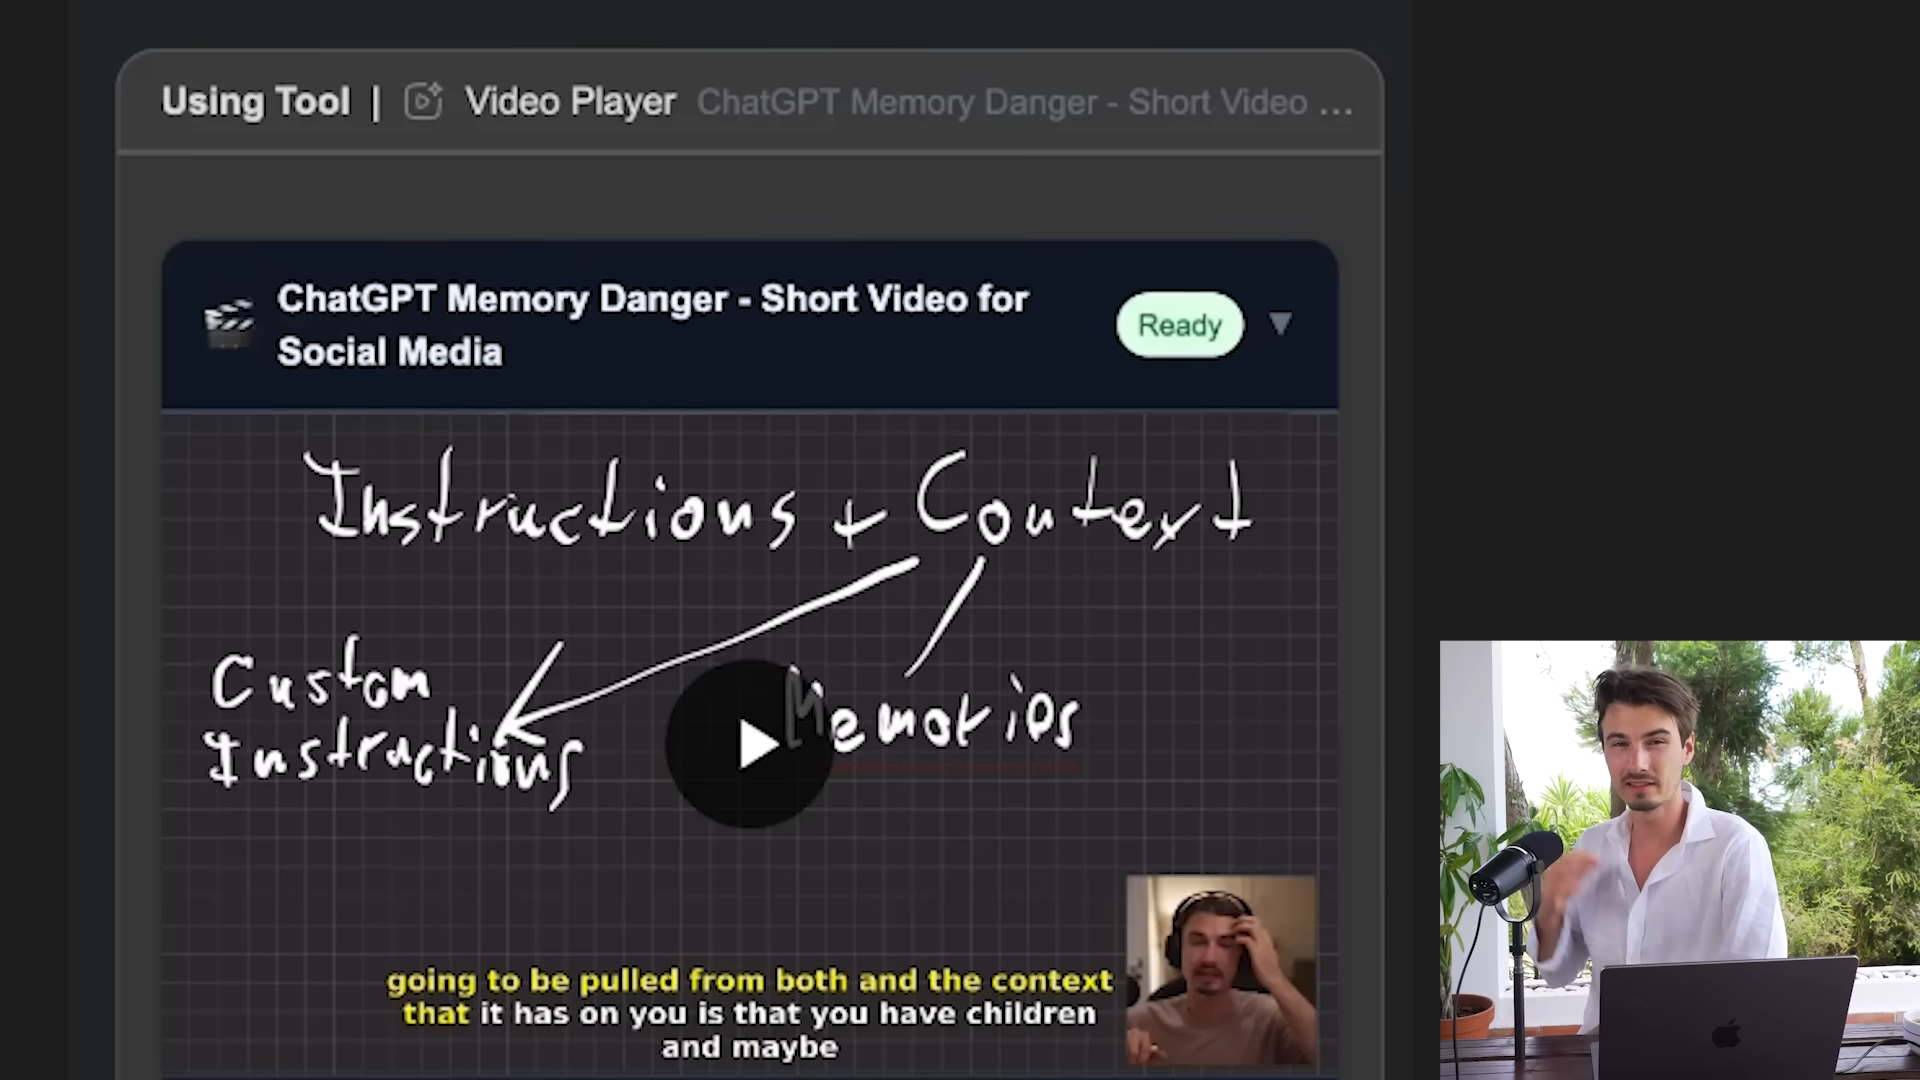 Using Tool | Video Player ChatGPT Memory Danger - Short Video ...
ChatGPT Memory Danger - Short Video for
Social Media
Ready
Instructions + Context
Custom
Instructions
Memories
going to be pulled from both and the context
that it has on you is that you have children
and maybe